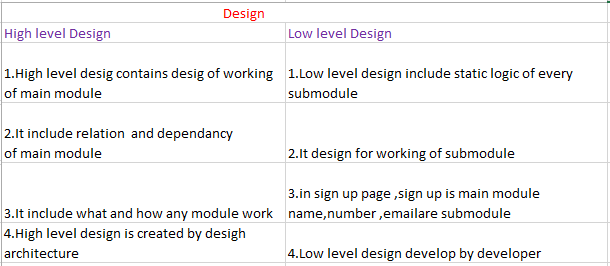 Design
High level Design
Low level Design
1.High level desig contains desig of working
of main module
1.Low level design include static logic of every
submodule
2.It include relation and dependancy
of main module
2.It design for working of submodule
3.It include what and how any module work
3.in sign up page ,sign up is main module
name,number ,emailare submodule
4.High level design is created by desigh
architecture
4.Low level design develop by developer